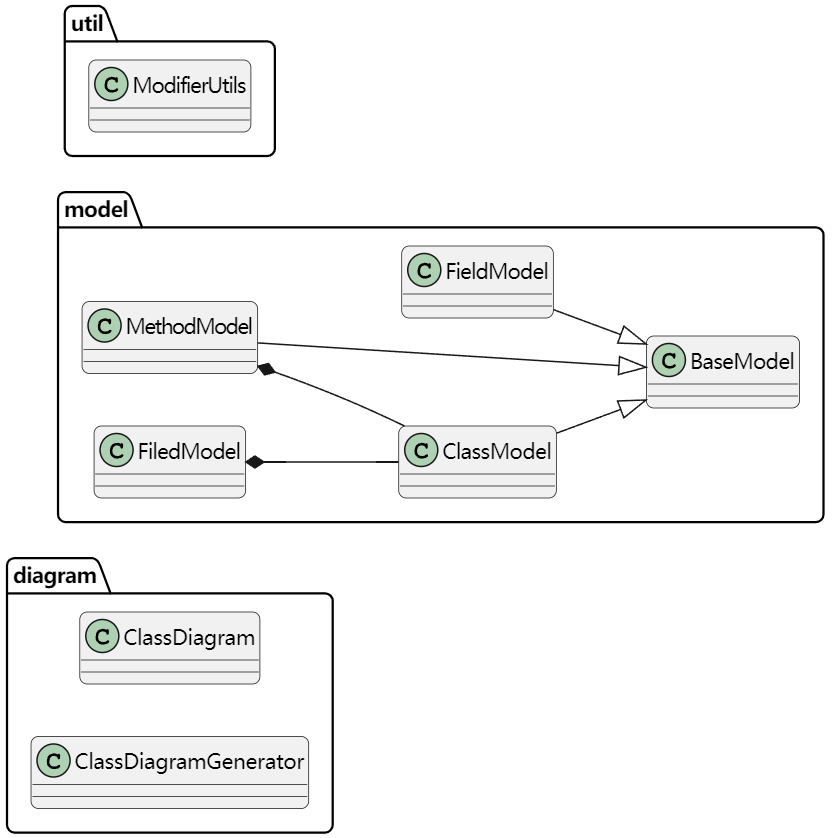 util
C ModifierUtils
model
C FieldModel
C MethodModel
C BaseModel
C FiledModel
C ClassModel
diagram
C ClassDiagram
C ClassDiagramGenerator